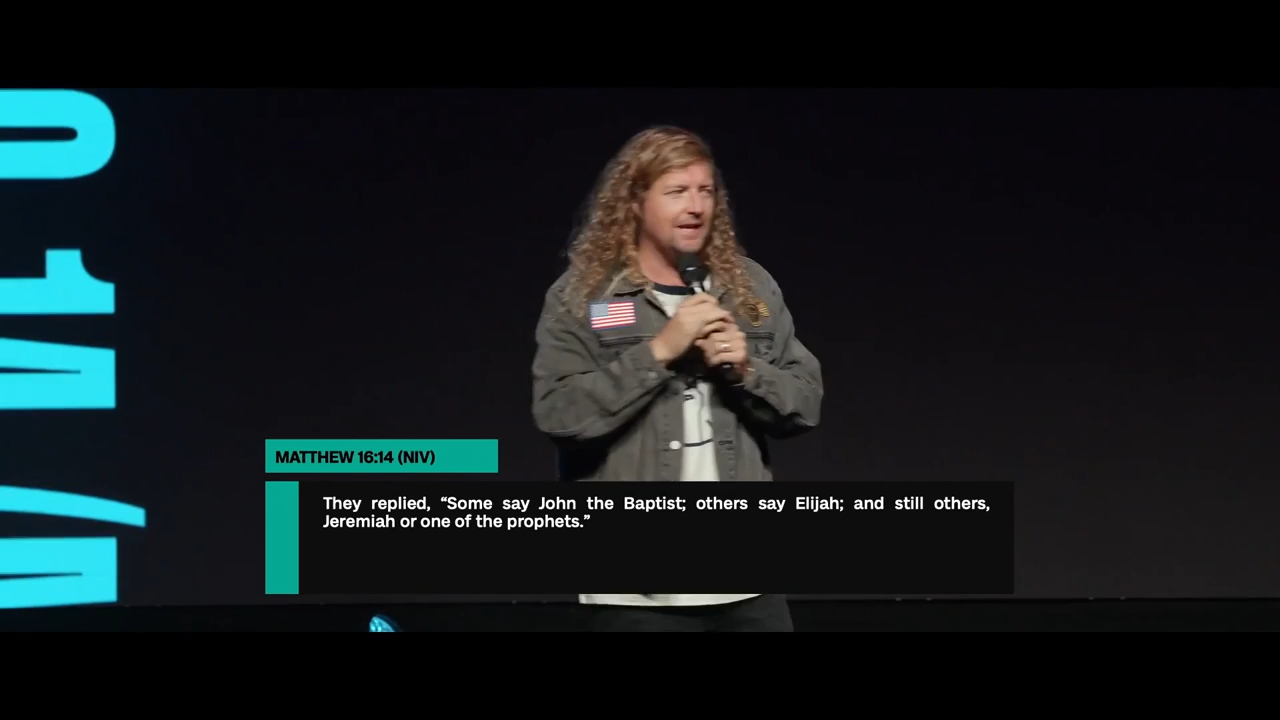 MATTHEW 16:14 (NIV)
They replied, “Some say John the Baptist; others say Elijah; and still others,
Jeremiah or one of the prophets.”